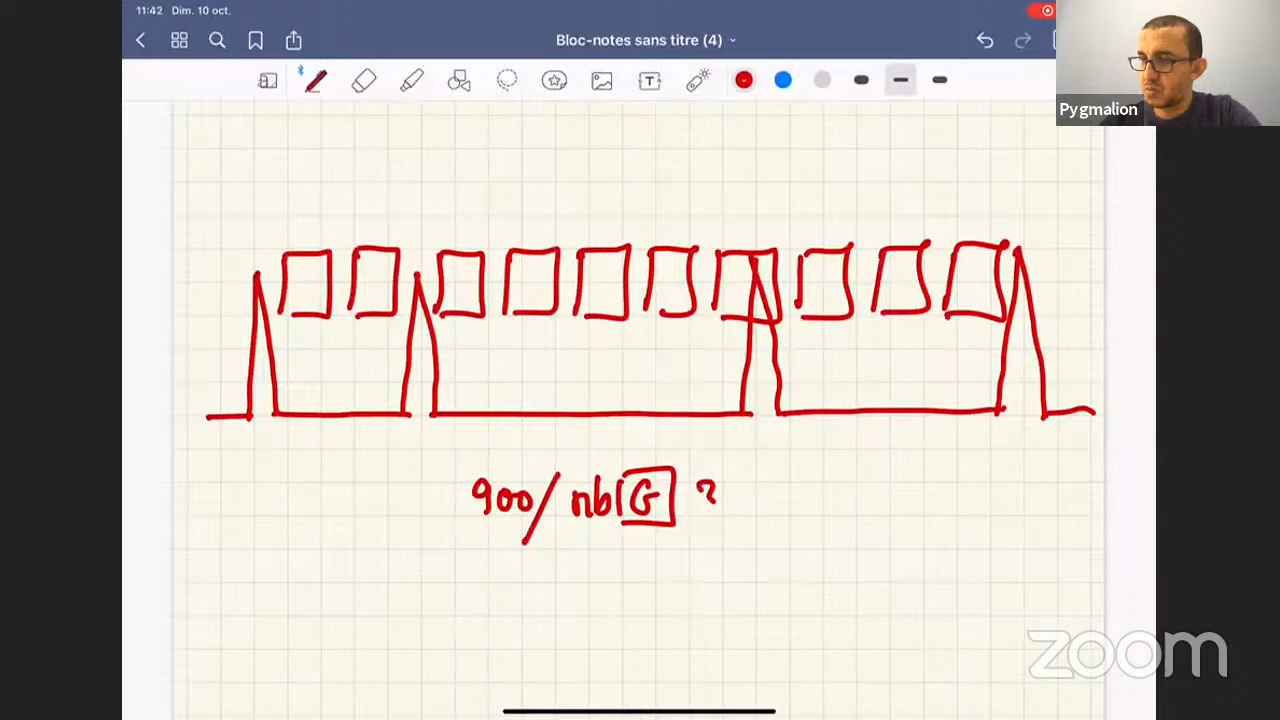 11:42 Dim. 10 oct.
Bloc-notes sans titre (4)
T
Pygmalion
900/ nb G ?
zoom